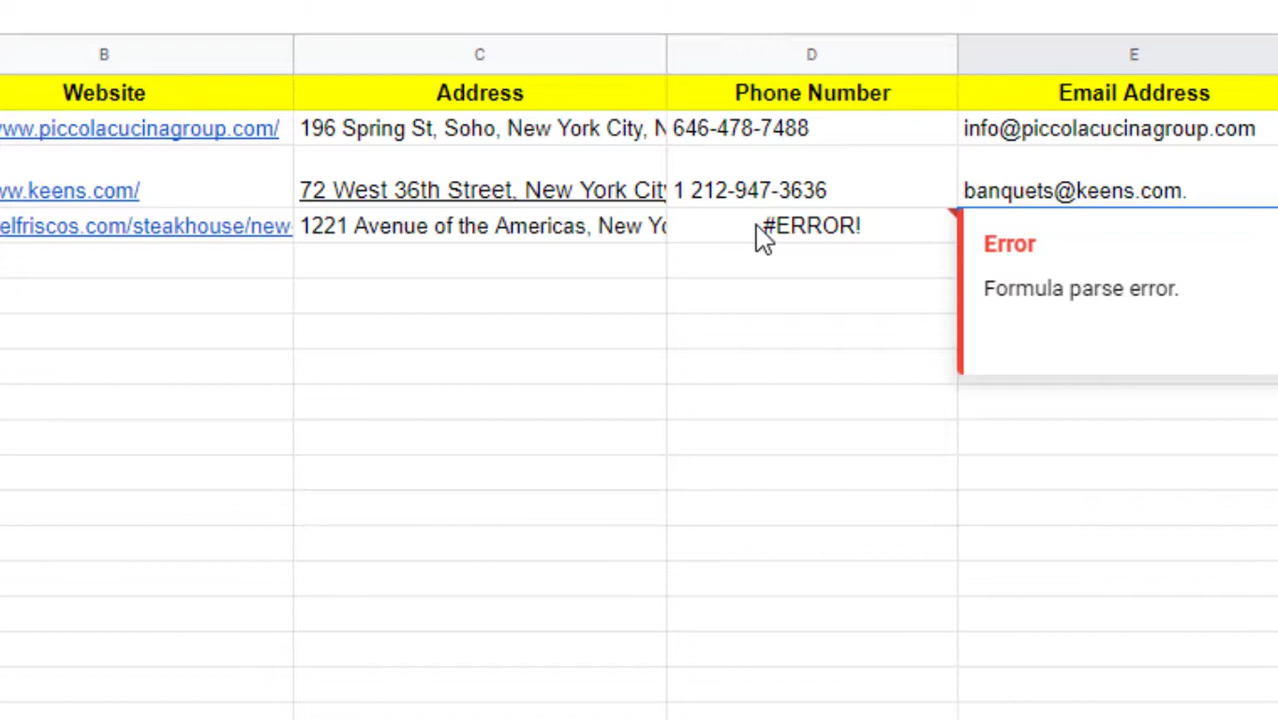 B C D E
Website Address Phone Number Email Address
www.piccolacucinagroup.com/ 196 Spring St, Soho, New York City, N 646-478-7488 info@piccolacucinagroup.com
ww.keens.com/ 72 West 36th Street, New York City 1 212-947-3636 banquets@keens.com.
elfriscos.com/steakhouse/new- 1221 Avenue of the Americas, New Yo #ERROR!
Error
Formula parse error.